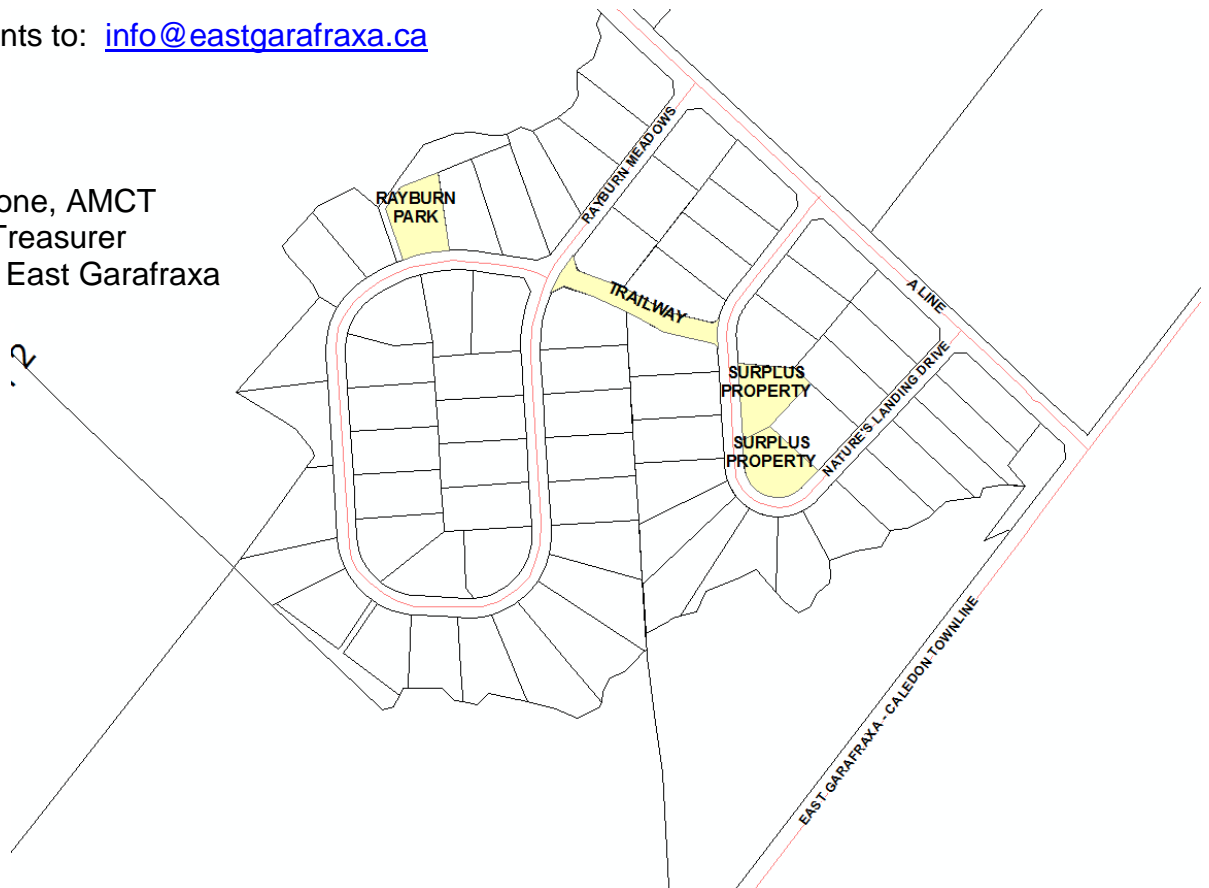 nts to: info@eastgarafraxa.ca
one, AMCT
Treasurer
East Garafraxa
RAYBURN
PARK
RAYBURN MEADOWS
TRAILWAY
A LINE
SURPLUS
PROPERTY
SURPLUS
PROPERTY
NATURE'S LANDING DRIVE
EAST GARAFRAXA - CALEDON TOWNLINE